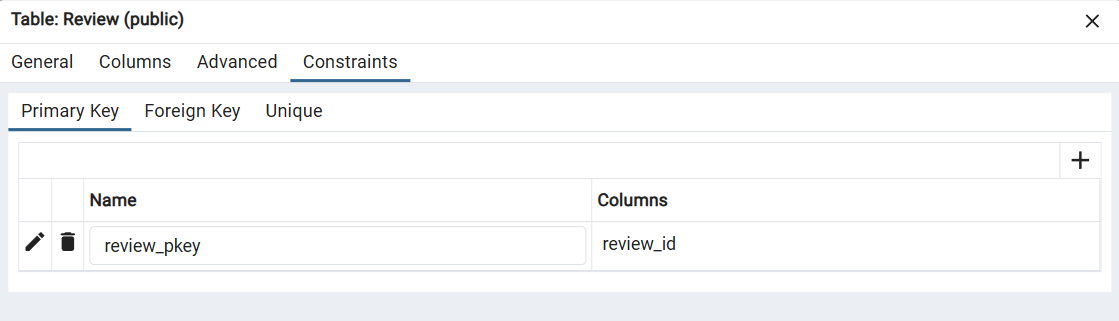 Table: Review (public)
General Columns Advanced Constraints
Primary Key Foreign Key Unique
Name Columns
review_pkey review_id